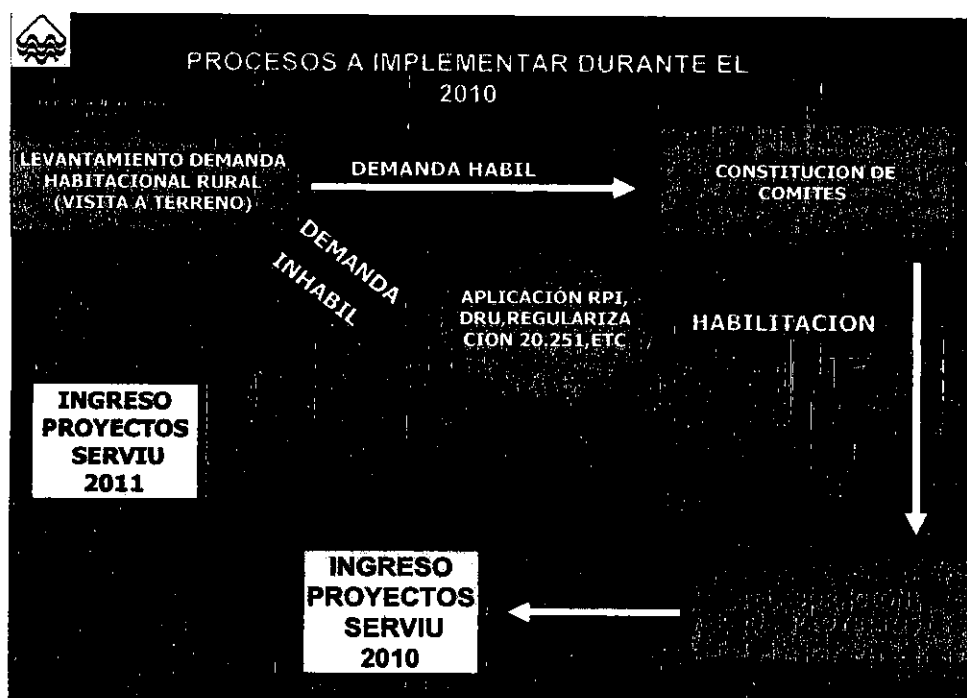 PROCESOS A IMPLEMENTAR DURANTE EL
2010
LEVANTAMIENTO DEMANDA
HABITACIONAL RURAL
(VISITA A TERRENO)
DEMANDA HABIL
CONSTITUCION DE
COMITES
DEMANDA
INHABIL
APLICACIÓN RPI,
DRU,REGULARIZA
CION 20.251,ETC
HABILITACION
INGRESO
PROYECTOS
SERVIU
2011
INGRESO
PROYECTOS
SERVIU
2010